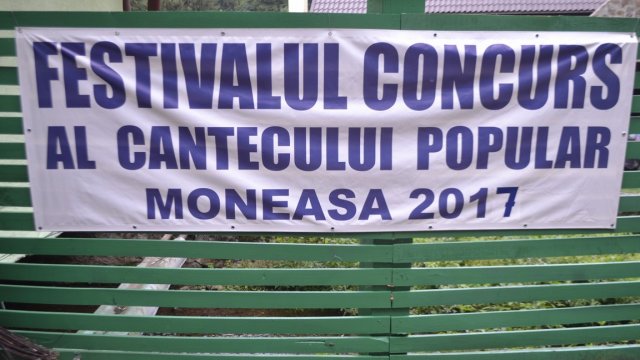 FESTIVALUL CONCURS
AL CANTECULUI POPULAR
MONEASA 2017